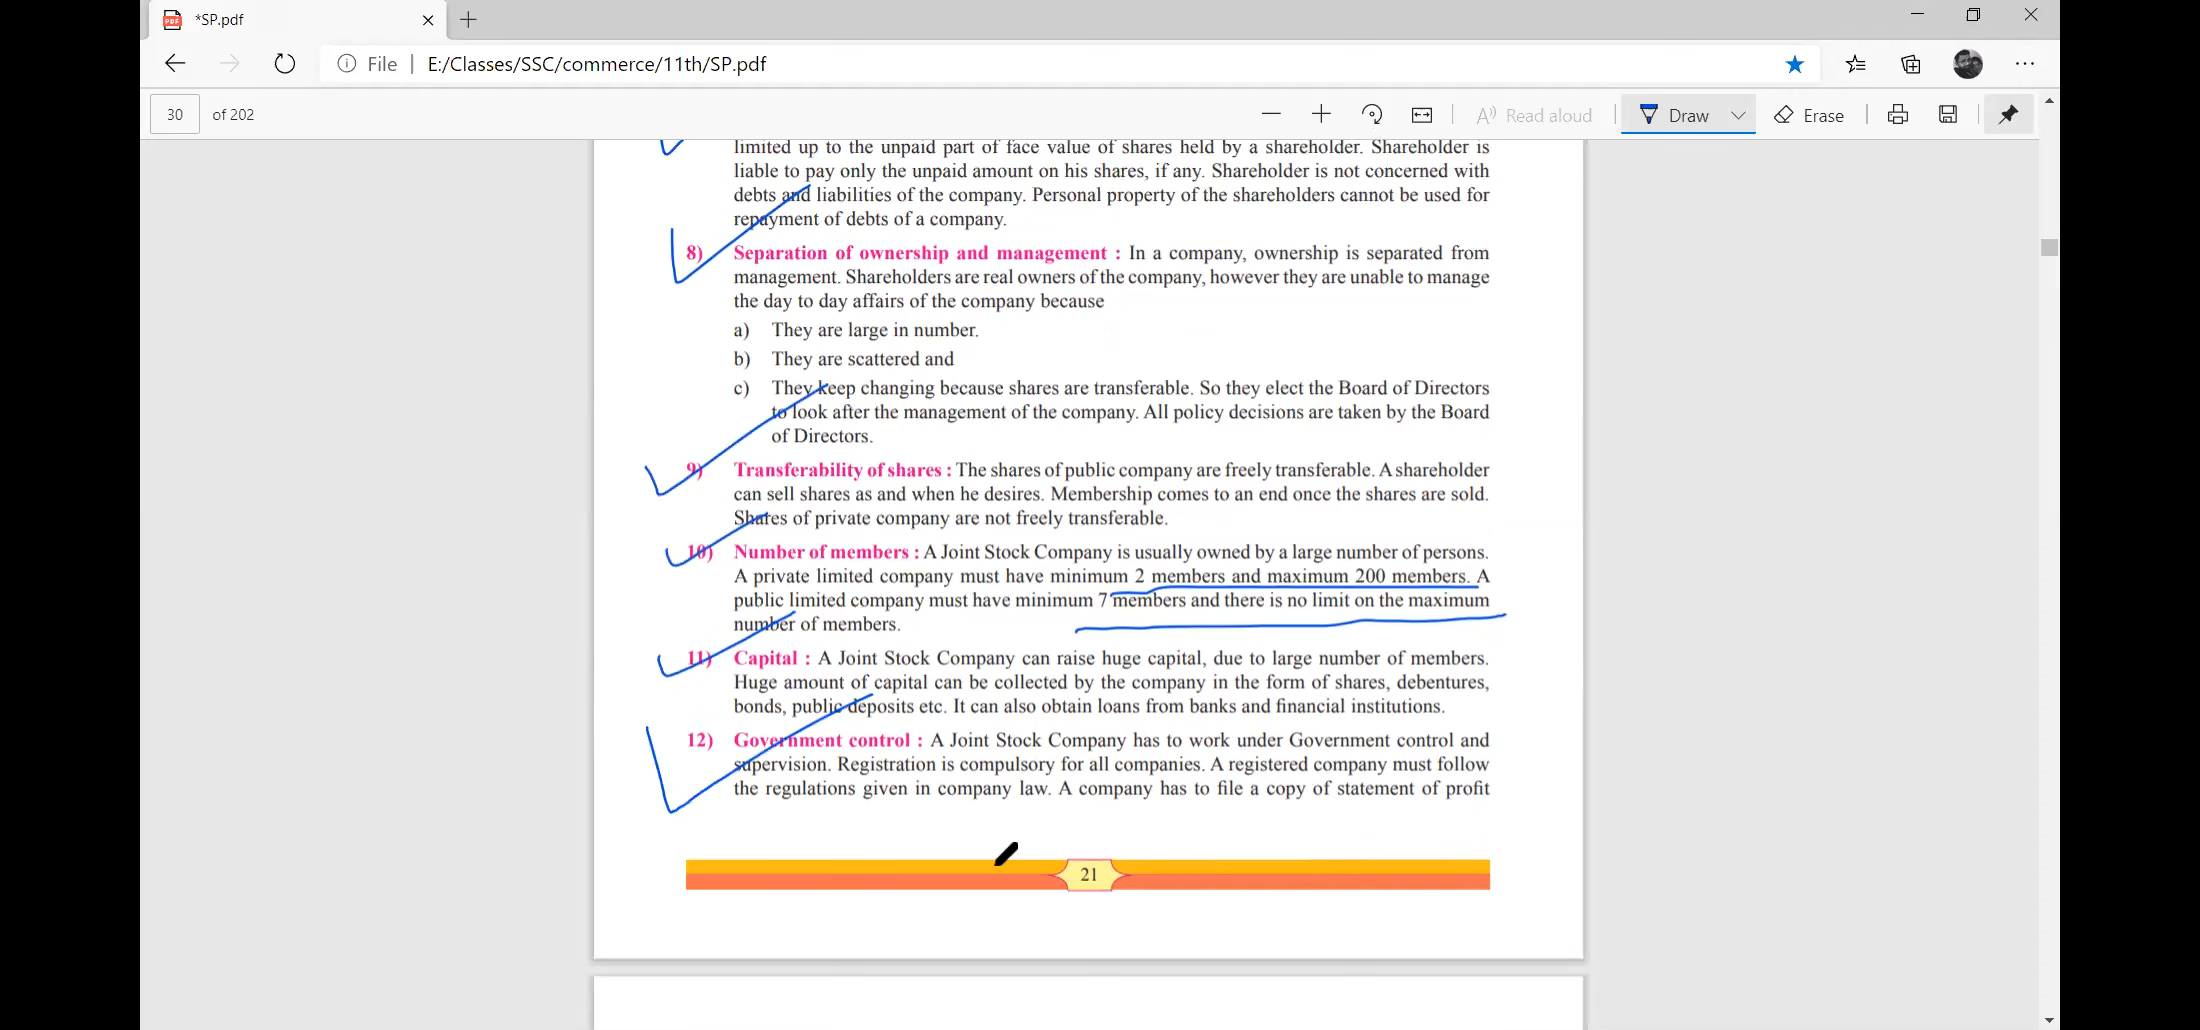 *SP.pdf
File | E:/Classes/SSC/commerce/11th/SP.pdf
30 of 202
Read aloud
Draw
Erase
limited up to the unpaid part of face value of shares held by a shareholder. Shareholder is
liable to pay only the unpaid amount on his shares, if any. Shareholder is not concerned with
debts and liabilities of the company. Personal property of the shareholders cannot be used for
repayment of debts of a company.
8) Separation of ownership and management : In a company, ownership is separated from
management. Shareholders are real owners of the company, however they are unable to manage
the day to day affairs of the company because
a) They are large in number.
b) They are scattered and
c) They keep changing because shares are transferable. So they elect the Board of Directors
to look after the management of the company. All policy decisions are taken by the Board
of Directors.
9) Transferability of shares : The shares of public company are freely transferable. A shareholder
can sell shares as and when he desires. Membership comes to an end once the shares are sold.
Shares of private company are not freely transferable.
10) Number of members : A Joint Stock Company is usually owned by a large number of persons.
A private limited company must have minimum 2 members and maximum 200 members. A
public limited company must have minimum 7 members and there is no limit on the maximum
number of members.
11) Capital : A Joint Stock Company can raise huge capital, due to large number of members.
Huge amount of capital can be collected by the company in the form of shares, debentures,
bonds, public deposits etc. It can also obtain loans from banks and financial institutions.
12) Government control : A Joint Stock Company has to work under Government control and
supervision. Registration is compulsory for all companies. A registered company must follow
the regulations given in company law. A company has to file a copy of statement of profit
21